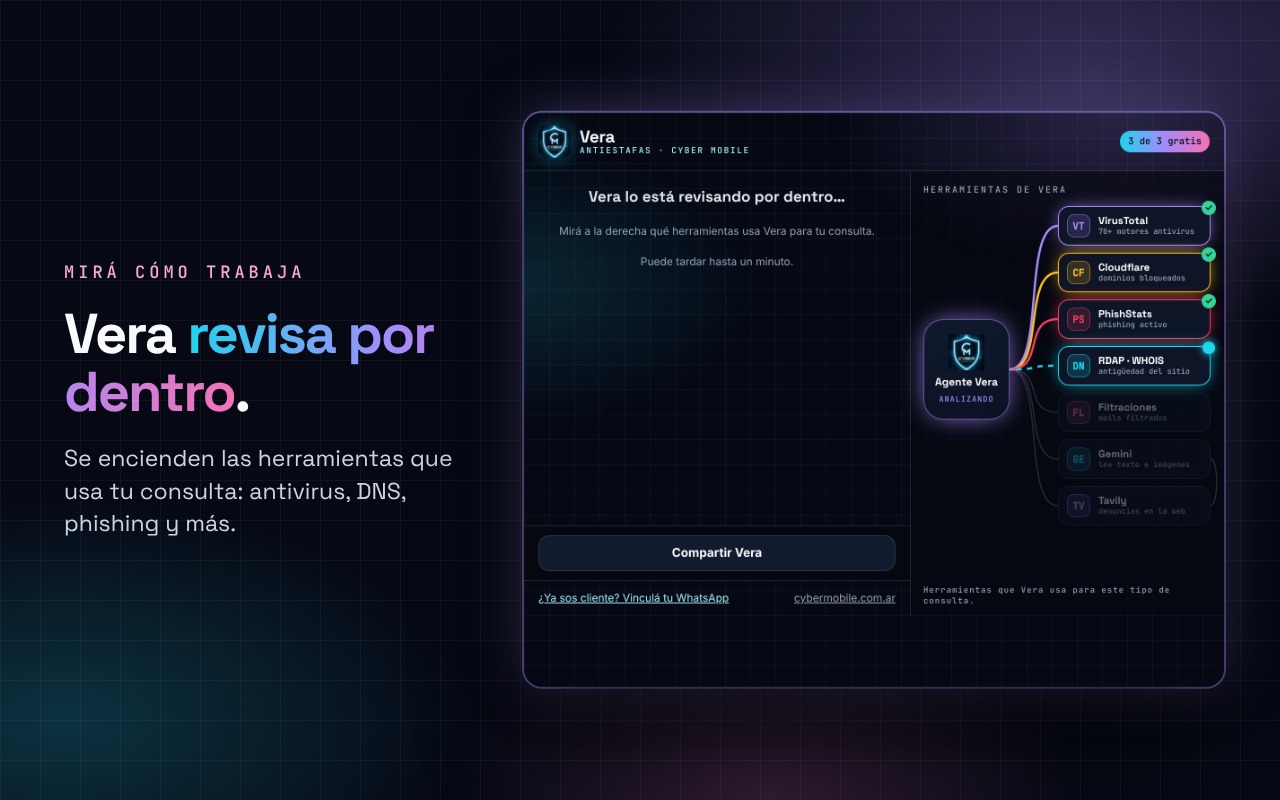 MIRÁ CÓMO TRABAJA
Vera revisa por
dentro.
Se encienden las herramientas que
usa tu consulta: antivirus, DNS,
phishing y más.
CM
CYBER
Vera
ANTIESTAFAS · CYBER MOBILE
3 de 3 gratis
Vera lo está revisando por dentro...
Mirá a la derecha qué herramientas usa Vera para tu consulta.
Puede tardar hasta un minuto.
Compartir Vera
¿Ya sos cliente? Vinculá tu WhatsApp
cybermobile.com.ar
HERRAMIENTAS DE VERA
CM
CYBER
Agente Vera
ANALIZANDO
VT
VirusTotal
70+ motores antivirus
CF
Cloudflare
dominios bloqueados
PS
PhishStats
phishing activo
DN
RDAP · WHOIS
antigüedad del sitio
FL
Filtraciones
mails filtrados
GE
Gemini
lee texto e imágenes
TV
Tavily
denuncias en la web
Herramientas que Vera usa para este tipo de
consulta.